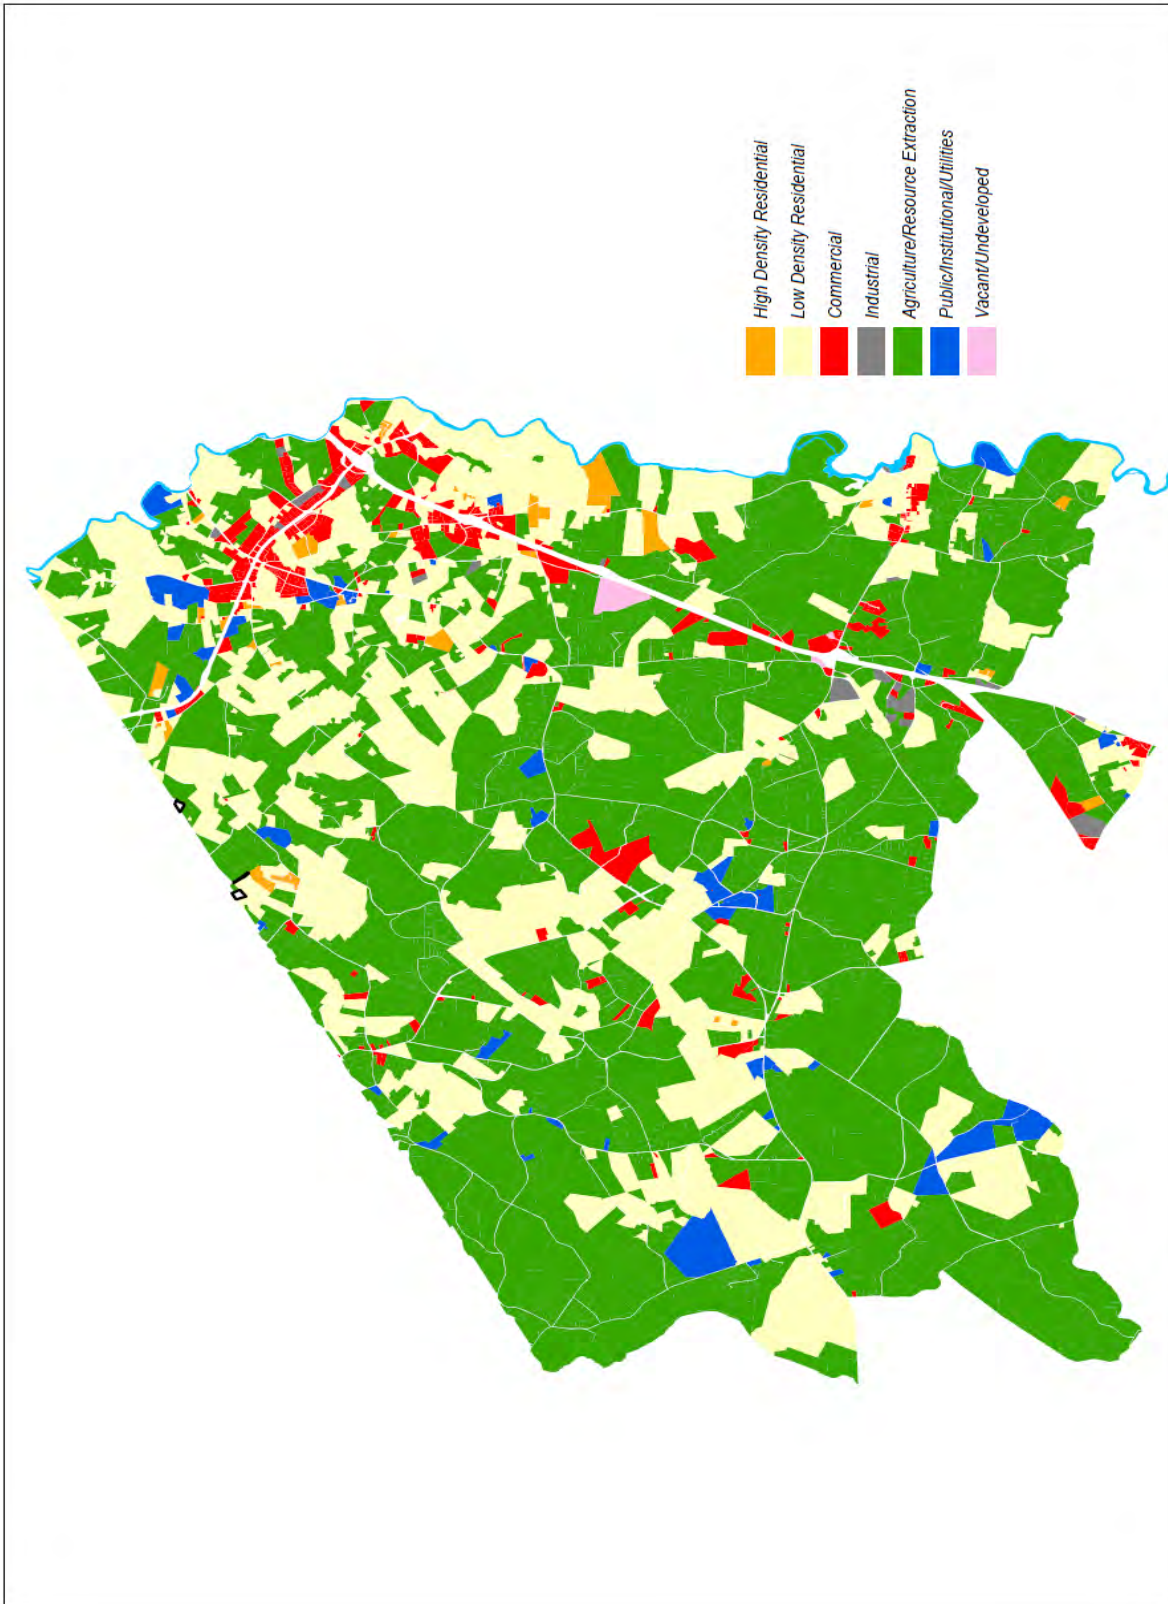 High Density Residential
Low Density Residential
Commercial
Industrial
Agriculture/Resource Extraction
Public/Institutional/Utilities
Vacant/Undeveloped